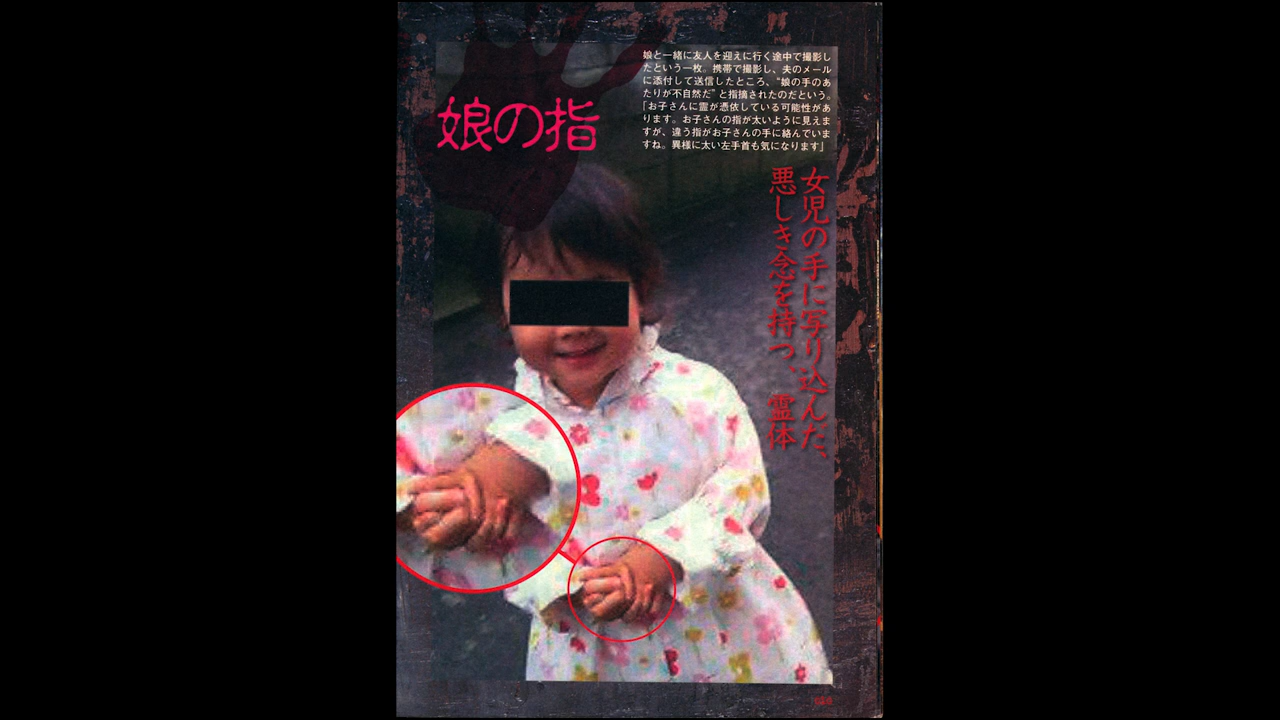 娘の指
娘と一緒に友人を迎えに行く途中で撮影し
たという一枚。携帯で撮影し、夫のメール
に添付して送信したところ、“娘の手のあ
たりが不自然だ”と指摘されたのだという。
「お子さんに霊が憑依している可能性があ
ります。お子さんの指が太いように見えま
すが、違う指がお子さんの手に絡んでいま
すね。異様に太い左手首も気になります」
女児の手に写り込んだ、
悪しき念を持つ、霊体